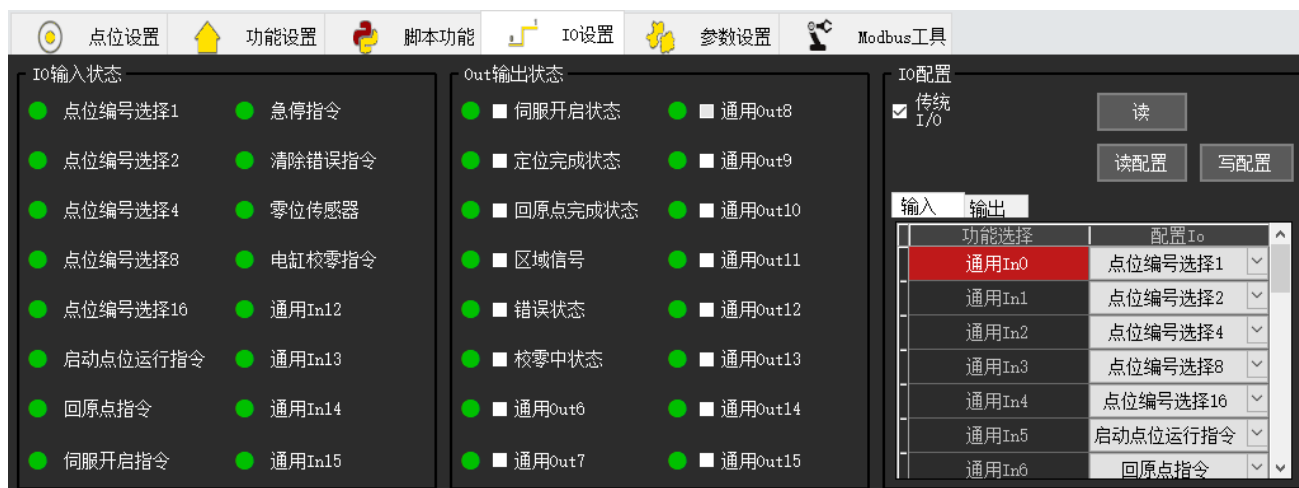 点位设置 功能设置 脚本功能 IO设置 参数设置 Modbus工具
IO输入状态
点位编号选择1 急停指令
点位编号选择2 清除错误指令
点位编号选择4 零位传感器
点位编号选择8 电缸校零指令
点位编号选择16 通用In12
启动点位运行指令 通用In13
回原点指令 通用In14
伺服开启指令 通用In15
Out输出状态
伺服开启状态 通用Out8
定位完成状态 通用Out9
回原点完成状态 通用Out10
区域信号 通用Out11
错误状态 通用Out12
校零中状态 通用Out13
通用Out6 通用Out14
通用Out7 通用Out15
IO配置
传统
I/O
读
读配置 写配置
输入 输出
功能选择 配置Io
通用In0 点位编号选择1
通用In1 点位编号选择2
通用In2 点位编号选择4
通用In3 点位编号选择8
通用In4 点位编号选择16
通用In5 启动点位运行指令
通用In6 回原点指令